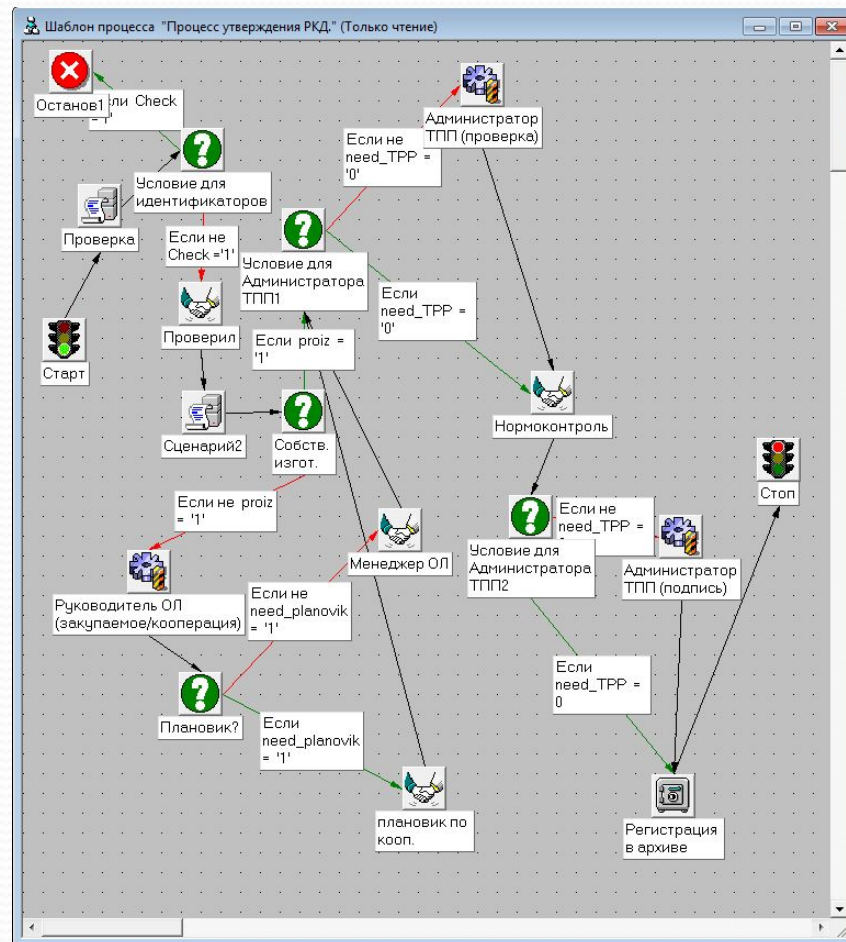 Шаблон процесса "Процесс утверждения РКД." (Только чтение)
Останов1
Если Check
Условие для
идентификаторов
Проверка
Если не
Check ='1'
Старт
Проверил
Сценарий2
Условие для
Администратора
ТПП1
Если не
need_TPP =
'0'
Администратор
ТПП (проверка)
Если
need_TPP =
'0'
Если proiz =
'1'
Собств.
изгот.
Нормоконтроль
Если не proiz
= '1'
Менеджер ОЛ
Руководитель ОЛ
(закупаемое/кооперация)
Если не
need_planovik
= '1'
Плановик?
Если
need_planovik
= '1'
плановик по
кооп.
Условие для
Администратора
ТПП2
Если не
need_TPP =
Администратор
ТПП (подпись)
Стоп
Если
need_TPP =
0
Регистрация
в архиве